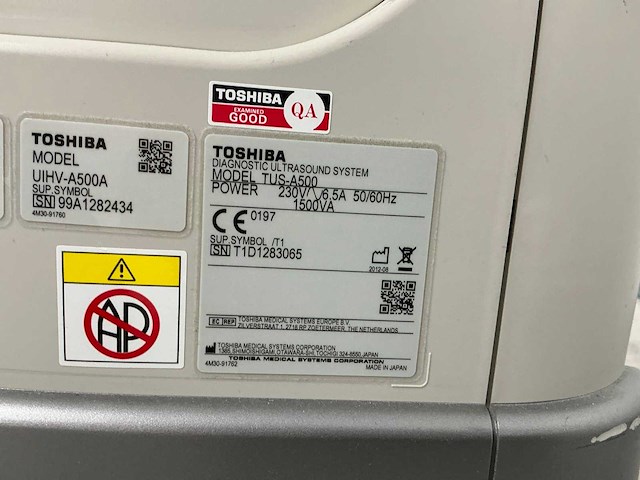 TOSHIBA
EXAMINED
GOOD
QA
TOSHIBA
MODEL
UIHV-A500A
SUP.SYMBOL
SN 99A1282434
4M30-91760
TOSHIBA
DIAGNOSTIC ULTRASOUND SYSTEM
MODEL TUS-A500
POWER 230V∿ 6.5A 50/60Hz
1500VA
CE 0197
SUP.SYMBOL /T1
SN T1D1283065
2012-08
EC REP TOSHIBA MEDICAL SYSTEMS EUROPE B.V.
ZILVERSTRAAT 1, 2718 RP ZOETERMEER, THE NETHERLANDS
TOSHIBA MEDICAL SYSTEMS CORPORATION
1385, SHIMOISHIGAMI, OTAWARA-SHI, TOCHIGI 324-8550, JAPAN
TOSHIBA MEDICAL SYSTEMS CORPORATION
4M30-91762 MADE IN JAPAN
AP